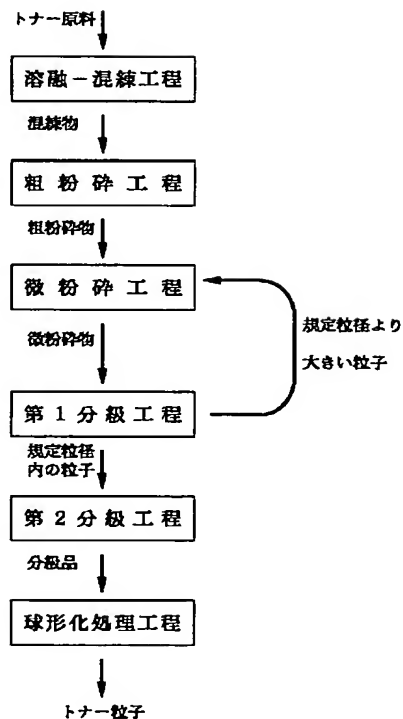 トナー原料
溶融－混練工程
混練物
粗粉砕工程
粗粉砕物
微粉砕工程
規定粒径より
大きい粒子
微粉砕物
第1分級工程
規定粒径
内の粒子
第2分級工程
分級品
球形化処理工程
トナー粒子